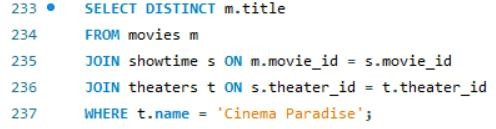 233 SELECT DISTINCT m.title
234 FROM movies m
235 JOIN showtime s ON m.movie_id = s.movie_id
236 JOIN theaters t ON s.theater_id = t.theater_id
237 WHERE t.name = 'Cinema Paradise';